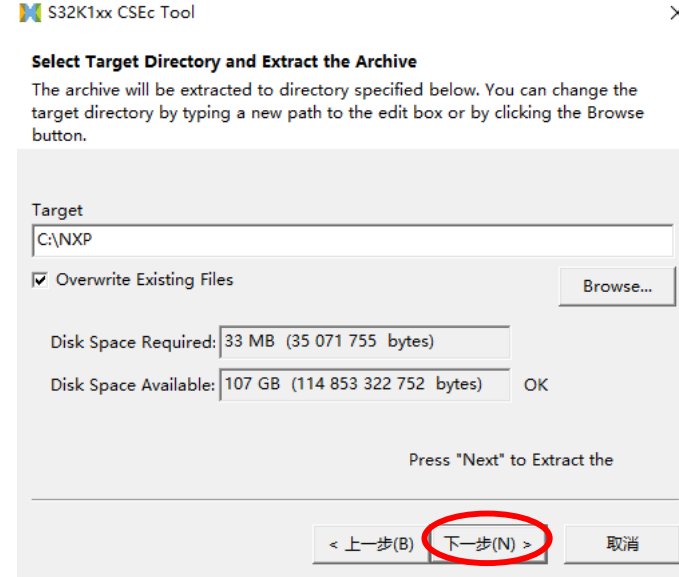 S32K1xx CSEc Tool
Select Target Directory and Extract the Archive
The archive will be extracted to directory specified below. You can change the
target directory by typing a new path to the edit box or by clicking the Browse
button.
Target
C:\NXP
Overwrite Existing Files
Browse...
Disk Space Required: 33 MB (35 071 755 bytes)
Disk Space Available: 107 GB (114 853 322 752 bytes) OK
Press "Next" to Extract the
< 上一步(B) 下一步(N) > 取消